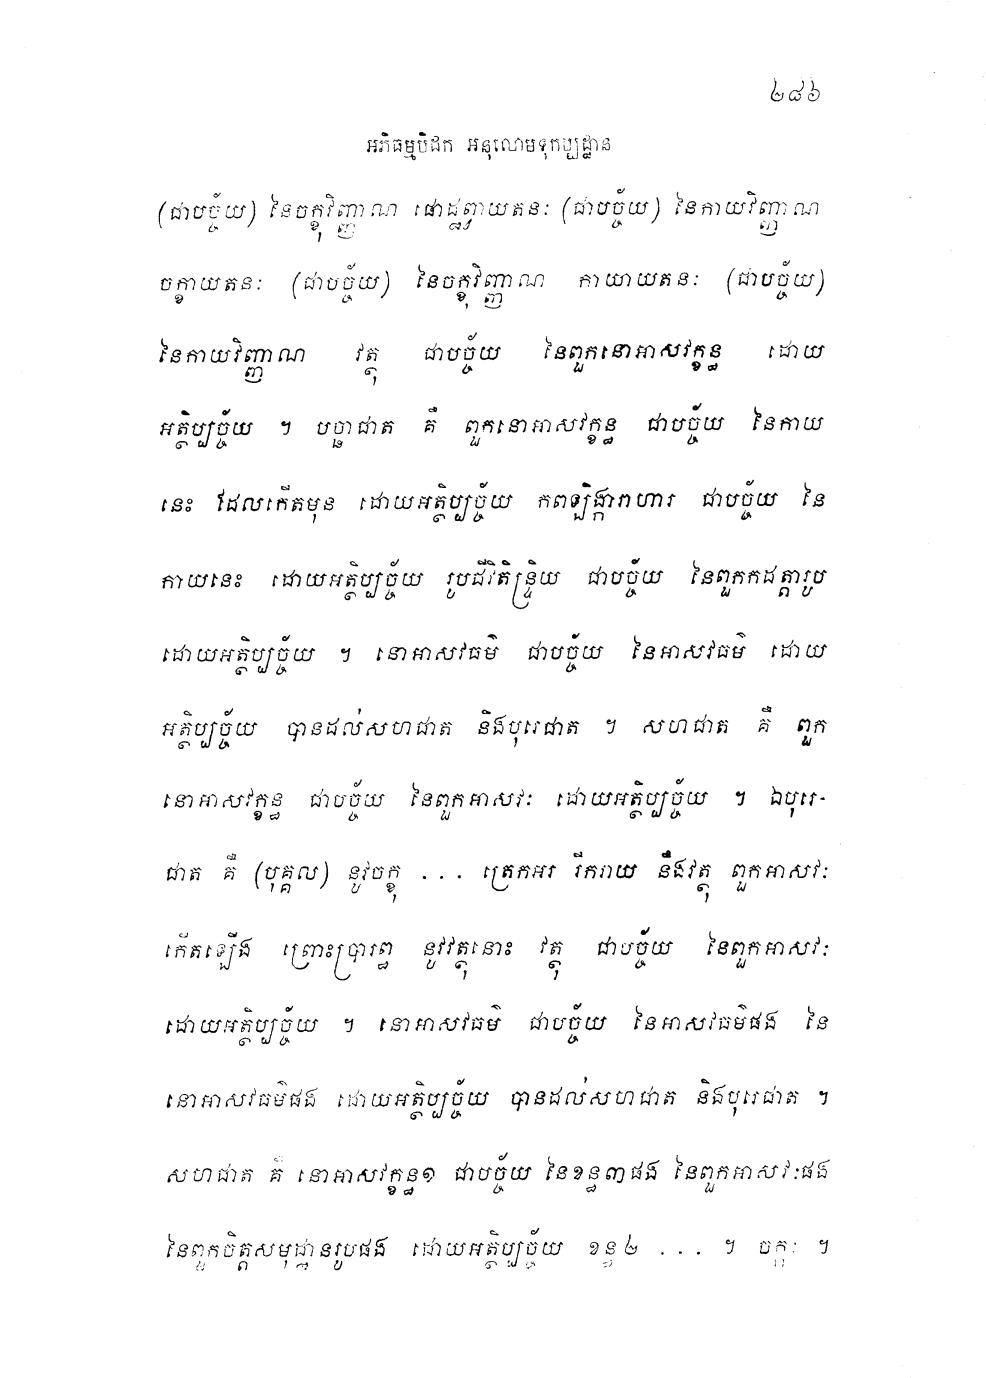 ២៨៦
អភិធម្មបិដក អនុលោមទុកប្បដ្ឋាន
(ជាបច្ច័យ) នៃចក្ខុវិញ្ញាណ ផោដ្ឋព្វាយតនៈ (ជាបច្ច័យ) នៃកាយវិញ្ញាណ
ចក្ខាយតនៈ (ជាបច្ច័យ) នៃចក្ខុវិញ្ញាណ កាយាយតនៈ (ជាបច្ច័យ)
នៃកាយវិញ្ញាណ វត្ថុ ជាបច្ច័យ នៃពួកនោអាសវក្ខន្ធ ដោយ
អត្ថិប្បច្ច័យ ។ បច្ឆាជាត គឺ ពួកនោអាសវក្ខន្ធ ជាបច្ច័យ នៃកាយ
នេះ ដែលកើតមុន ដោយអត្ថិប្បច្ច័យ កពឡិង្ការាហារ ជាបច្ច័យ នៃ
កាយនេះ ដោយអត្ថិប្បច្ច័យ រូបជីវិតិន្ទ្រិយ ជាបច្ច័យ នៃពួកកដត្តារូប
ដោយអត្ថិប្បច្ច័យ ។ នោអាសវធម៌ ជាបច្ច័យ នៃអាសវធម៌ ដោយ
អត្ថិប្បច្ច័យ បានដល់សហជាត និងបុរេជាត ។ សហជាត គឺ ពួក
នោអាសវក្ខន្ធ ជាបច្ច័យ នៃពួកអាសវៈ ដោយអត្ថិប្បច្ច័យ ។ ឯបុរេ-
ជាត គឺ (បុគ្គល) នូវចក្ខុ ... ត្រេកអរ រីករាយ នឹងវត្ថុ ពួកអាសវៈ
កើតឡើង ព្រោះប្រារព្ធ នូវវត្ថុនោះ វត្ថុ ជាបច្ច័យ នៃពួកអាសវៈ
ដោយអត្ថិប្បច្ច័យ ។ នោអាសវធម៌ ជាបច្ច័យ នៃអាសវធម៌ផង នៃ
នោអាសវធម៌ផង ដោយអត្ថិប្បច្ច័យ បានដល់សហជាត និងបុរេជាត ។
សហជាត គឺ នោអាសវក្ខន្ធ១ ជាបច្ច័យ នៃខន្ធ៣ផង នៃពួកអាសវៈផង
នៃពួកចិត្តសមុដ្ឋានរូបផង ដោយអត្ថិប្បច្ច័យ ខន្ធ២ ... ។ ចក្កៈ ។